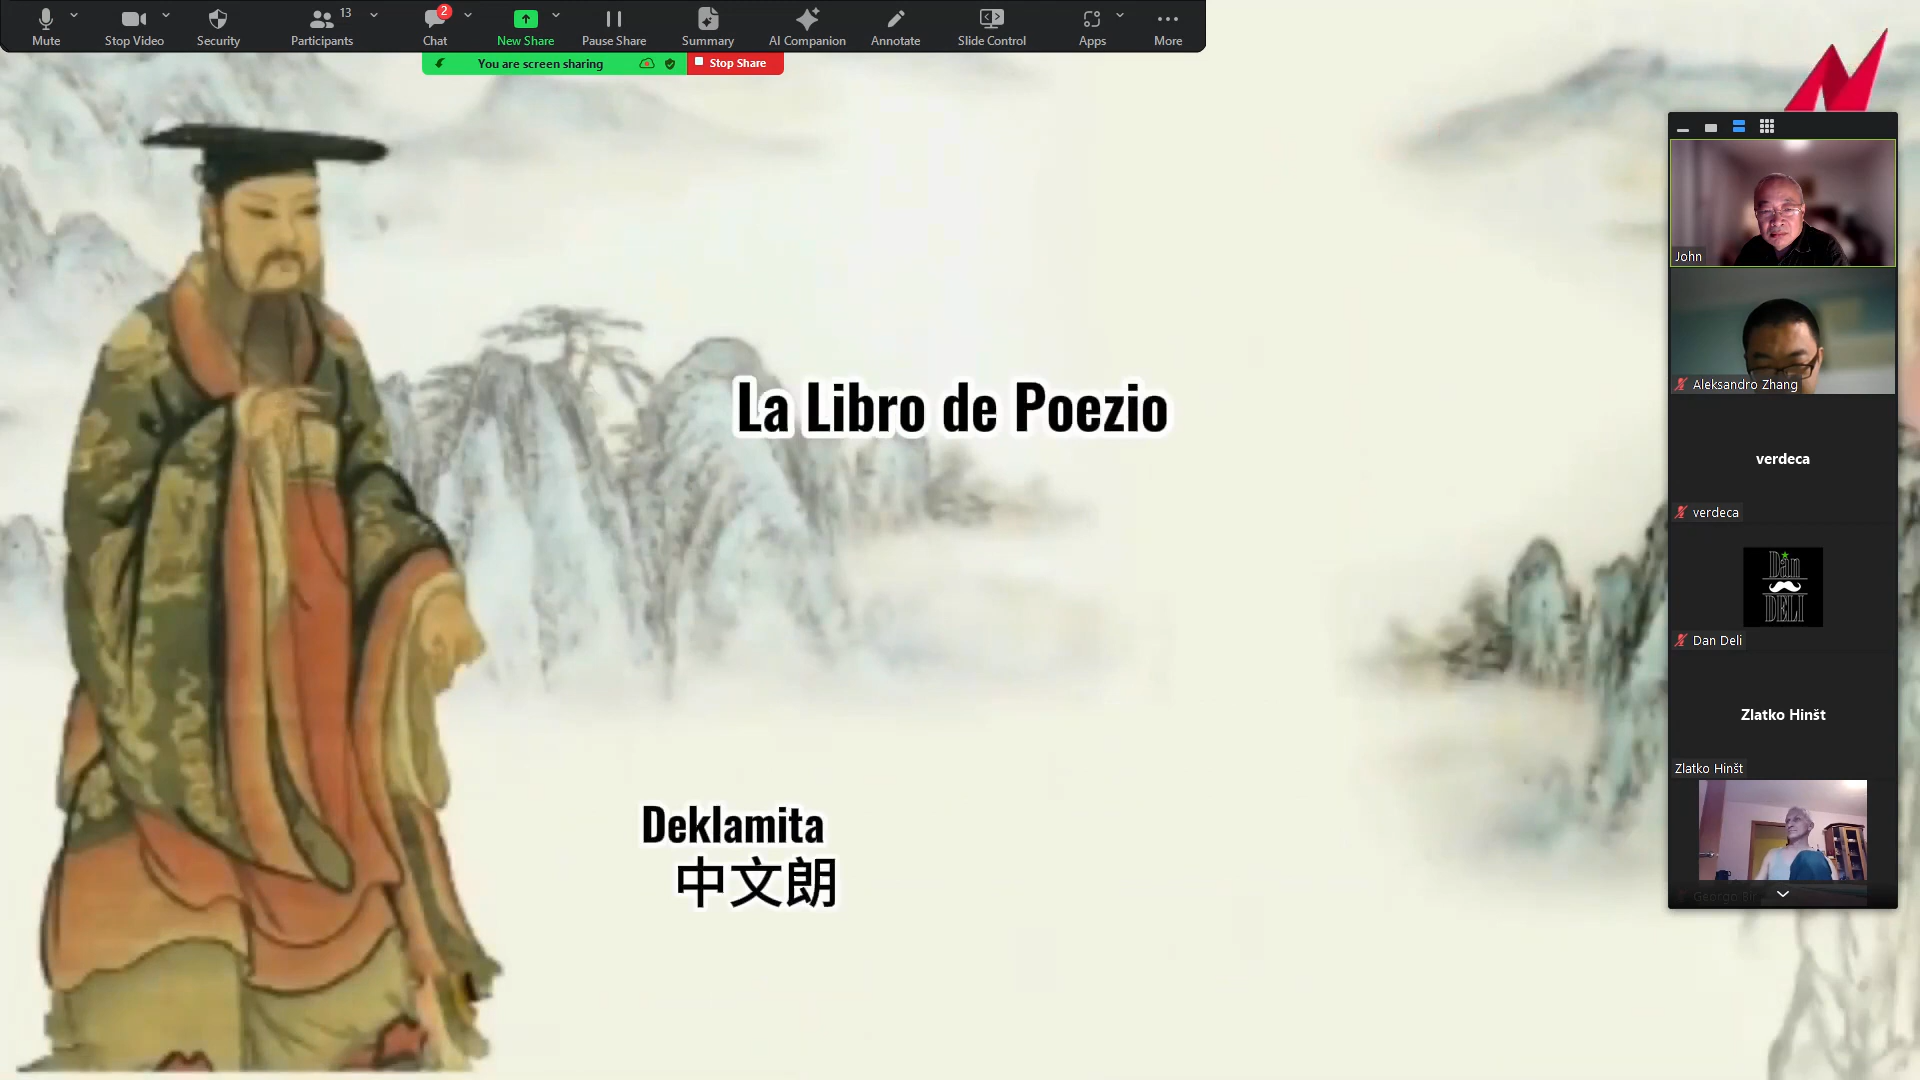 Mute
Stop Video
Security
Participants
13
Chat
2
New Share
Pause Share
Summary
AI Companion
Annotate
Slide Control
Apps
More
You are screen sharing
Stop Share
John
Aleksandro Zhang
verdeca
verdeca
Dan
DELI
Dan Deli
Zlatko Hinšt
Zlatko Hinšt
La Libro de Poezio
Deklamita
中文朗